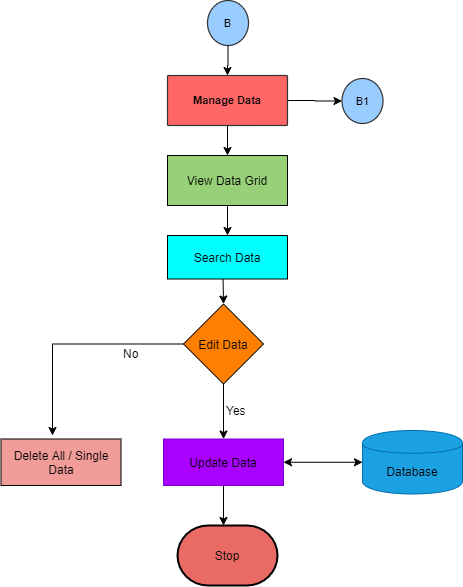 B
Manage Data
B1
View Data Grid
Search Data
Edit Data
No
Yes
Delete All / Single
Data
Update Data
Database
Stop